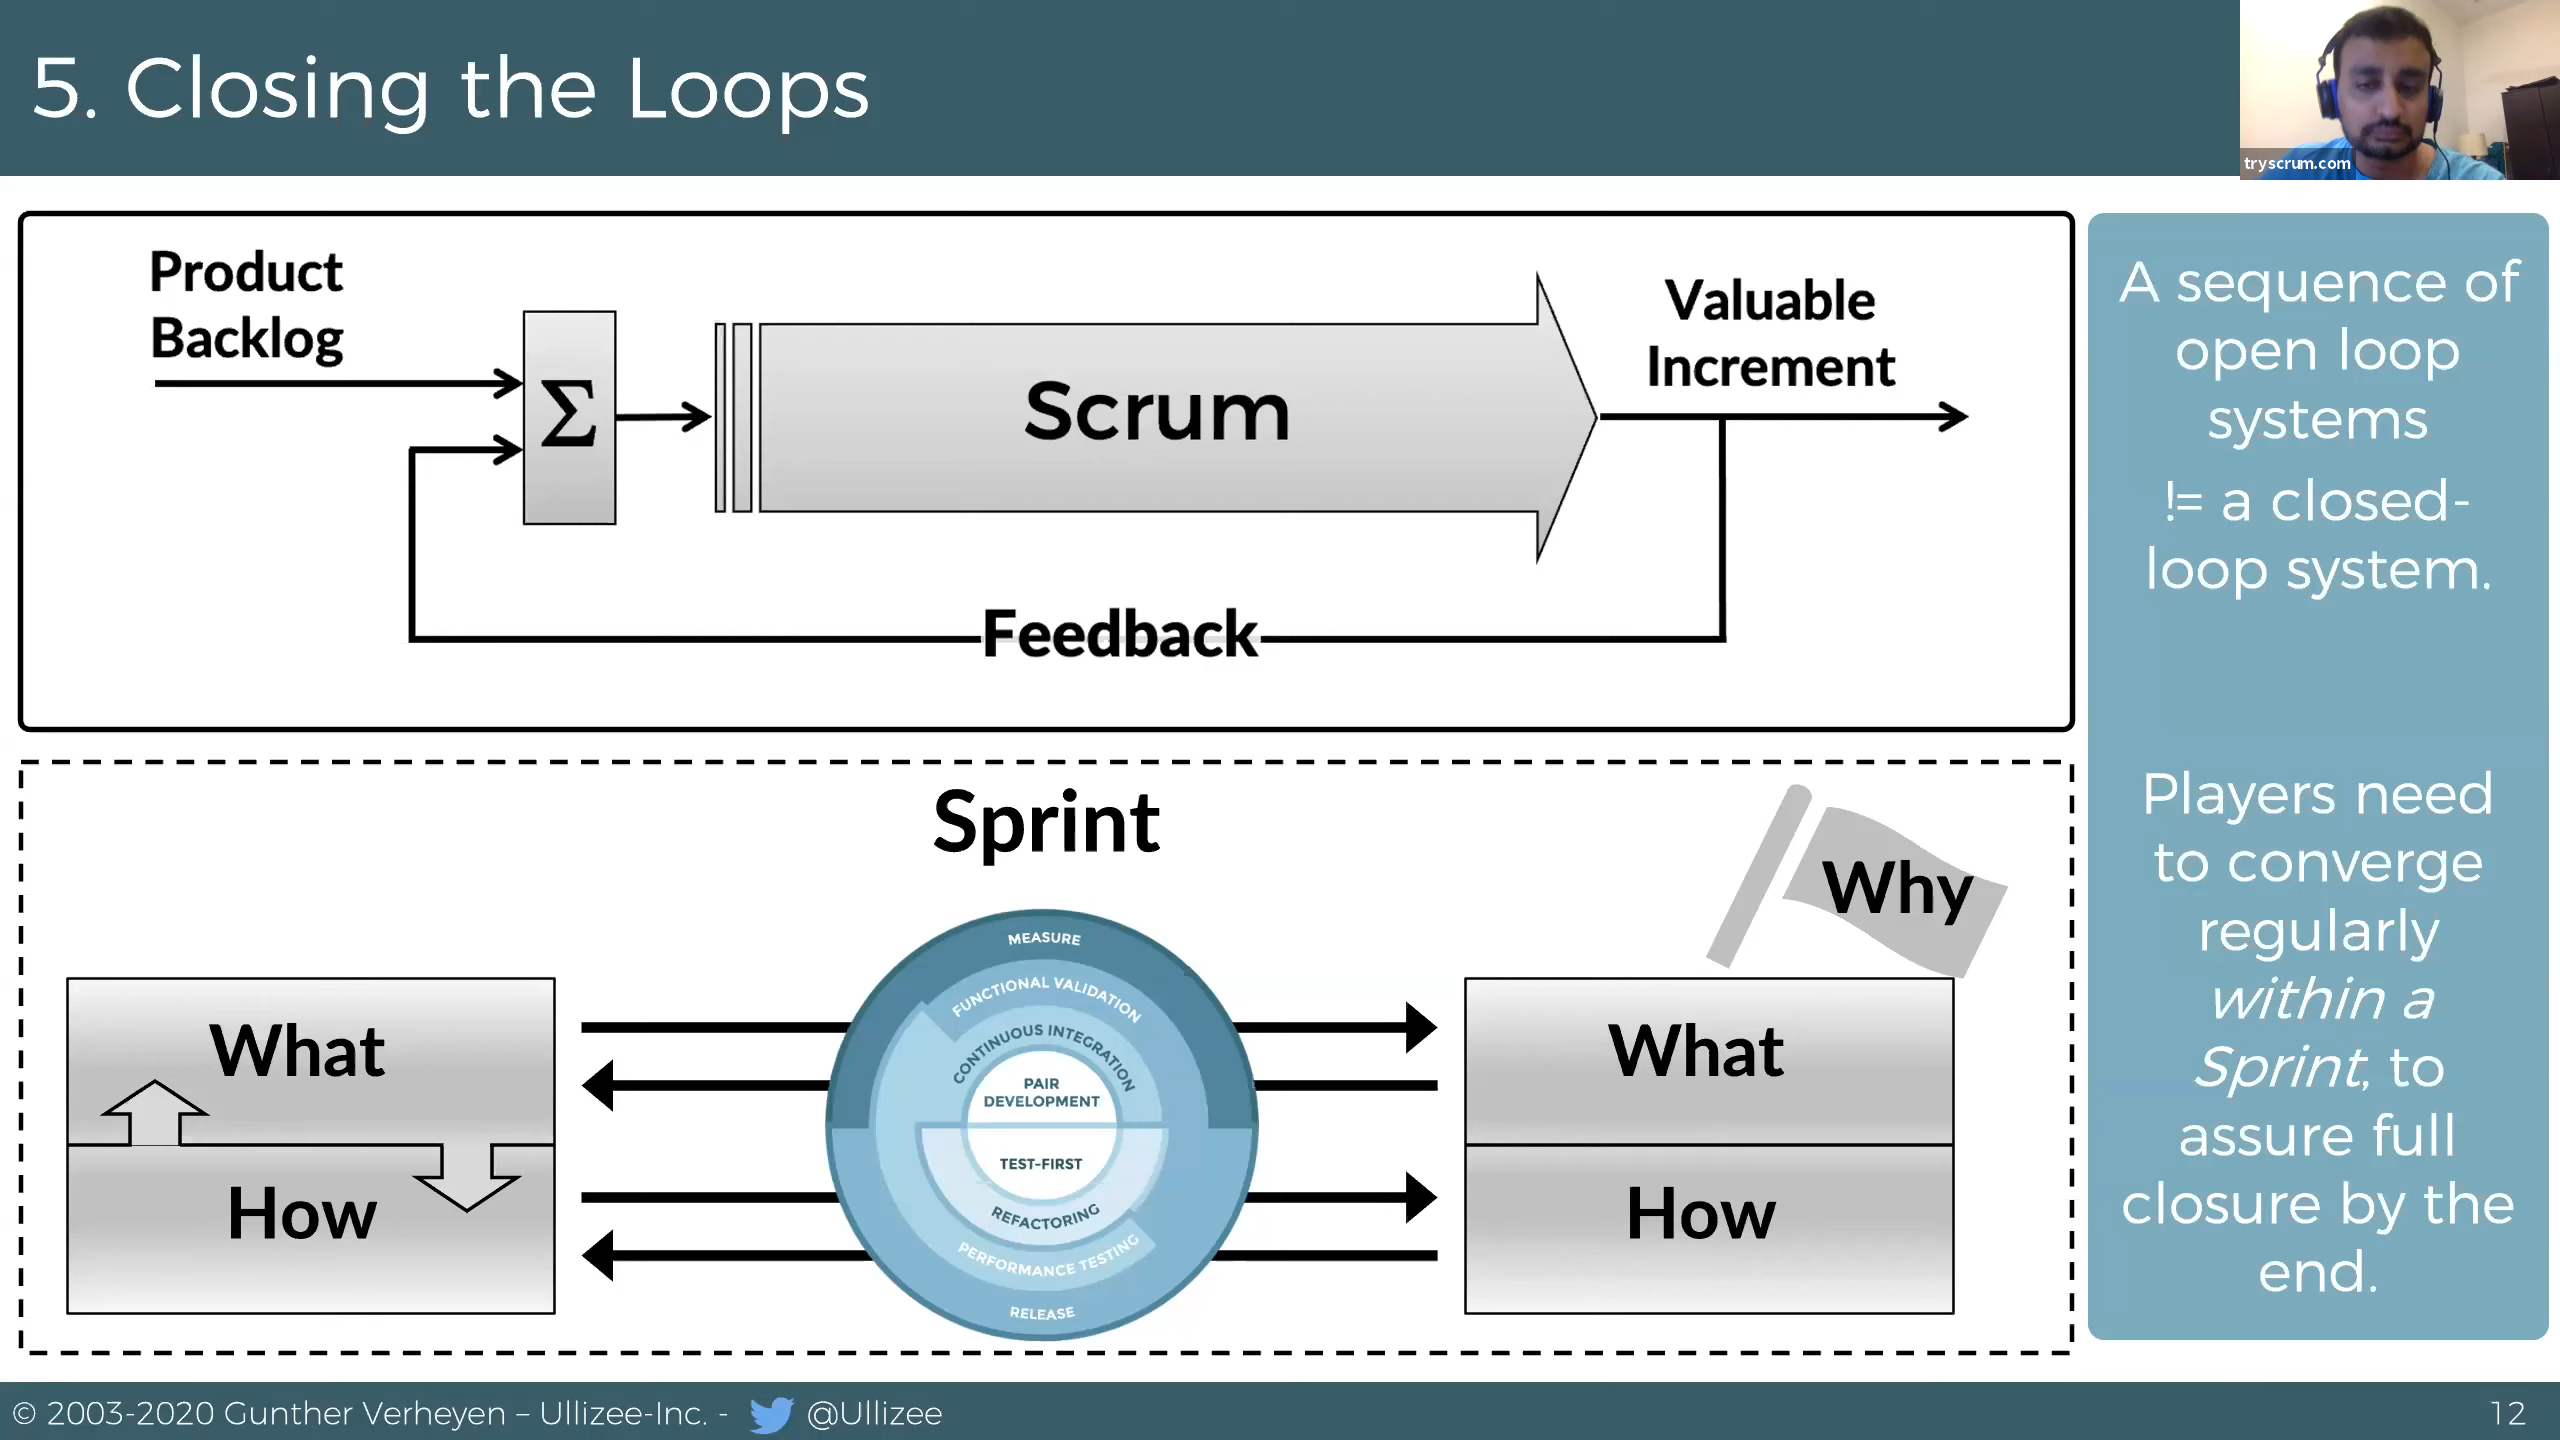 5. Closing the Loops
tryscrum.com
Product
Backlog
Σ
Scrum
Valuable
Increment
Feedback
A sequence of
open loop
systems
!= a closed-
loop system.
Players need
to converge
regularly
within a
Sprint, to
assure full
closure by the
end.
Sprint
Why
What
How
MEASURE
FUNCTIONAL VALIDATION
CONTINUOUS INTEGRATION
PAIR
DEVELOPMENT
TEST-FIRST
REFACTORING
PERFORMANCE TESTING
RELEASE
What
How
© 2003-2020 Gunther Verheyen – Ullizee-Inc. - @Ullizee
12